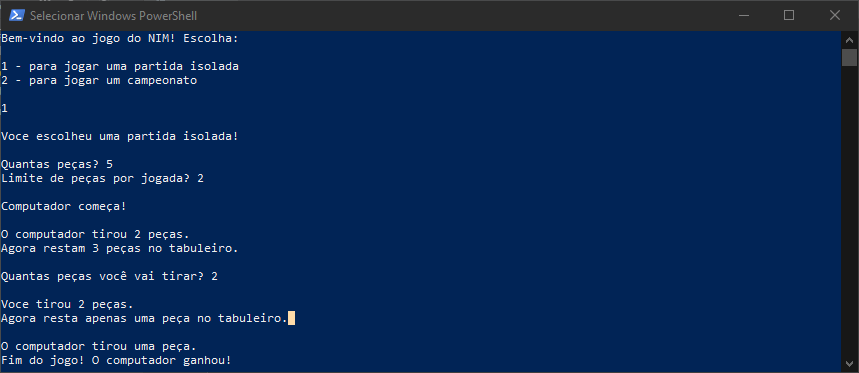 Selecionar Windows PowerShell
Bem-vindo ao jogo do NIM! Escolha:
1 - para jogar uma partida isolada
2 - para jogar um campeonato
1
Voce escolheu uma partida isolada!
Quantas peças? 5
Limite de peças por jogada? 2
Computador começa!
O computador tirou 2 peças.
Agora restam 3 peças no tabuleiro.
Quantas peças você vai tirar? 2
Voce tirou 2 peças.
Agora resta apenas uma peça no tabuleiro.
O computador tirou uma peça.
Fim do jogo! O computador ganhou!